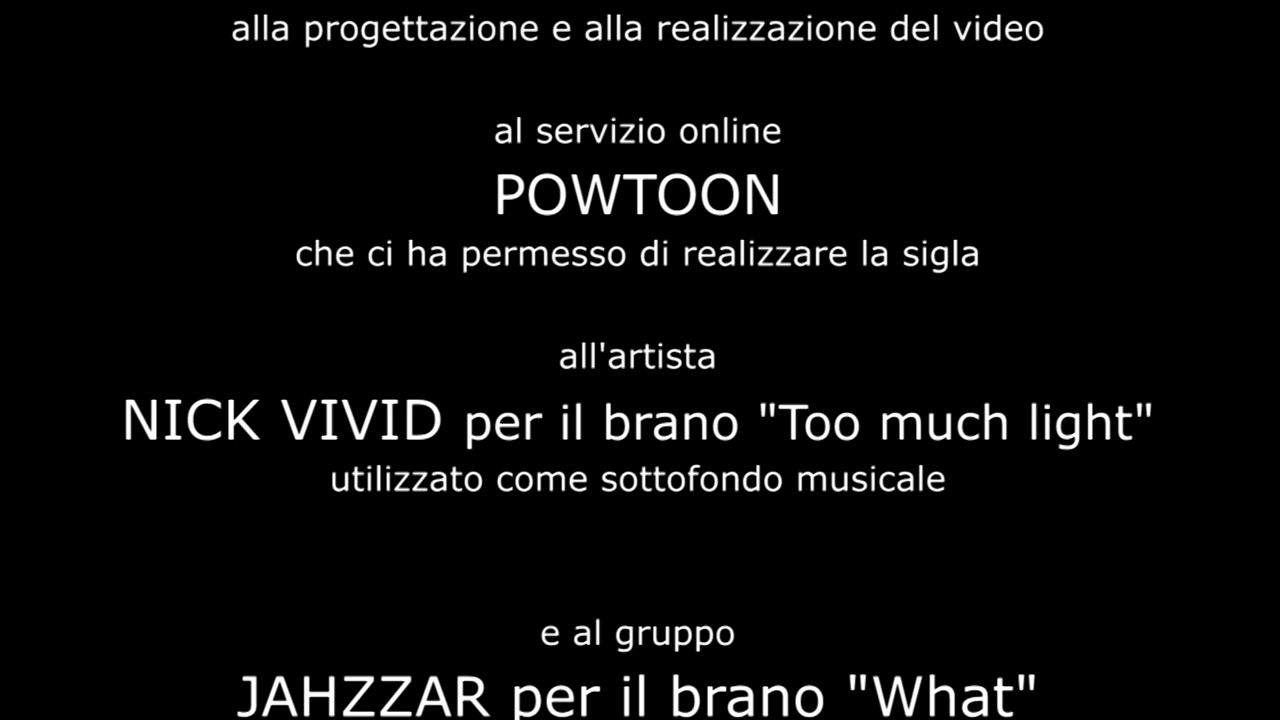 alla progettazione e alla realizzazione del video
al servizio online
POWTOON
che ci ha permesso di realizzare la sigla
all'artista
NICK VIVID per il brano "Too much light"
utilizzato come sottofondo musicale
e al gruppo
JAHZZAR per il brano "What"